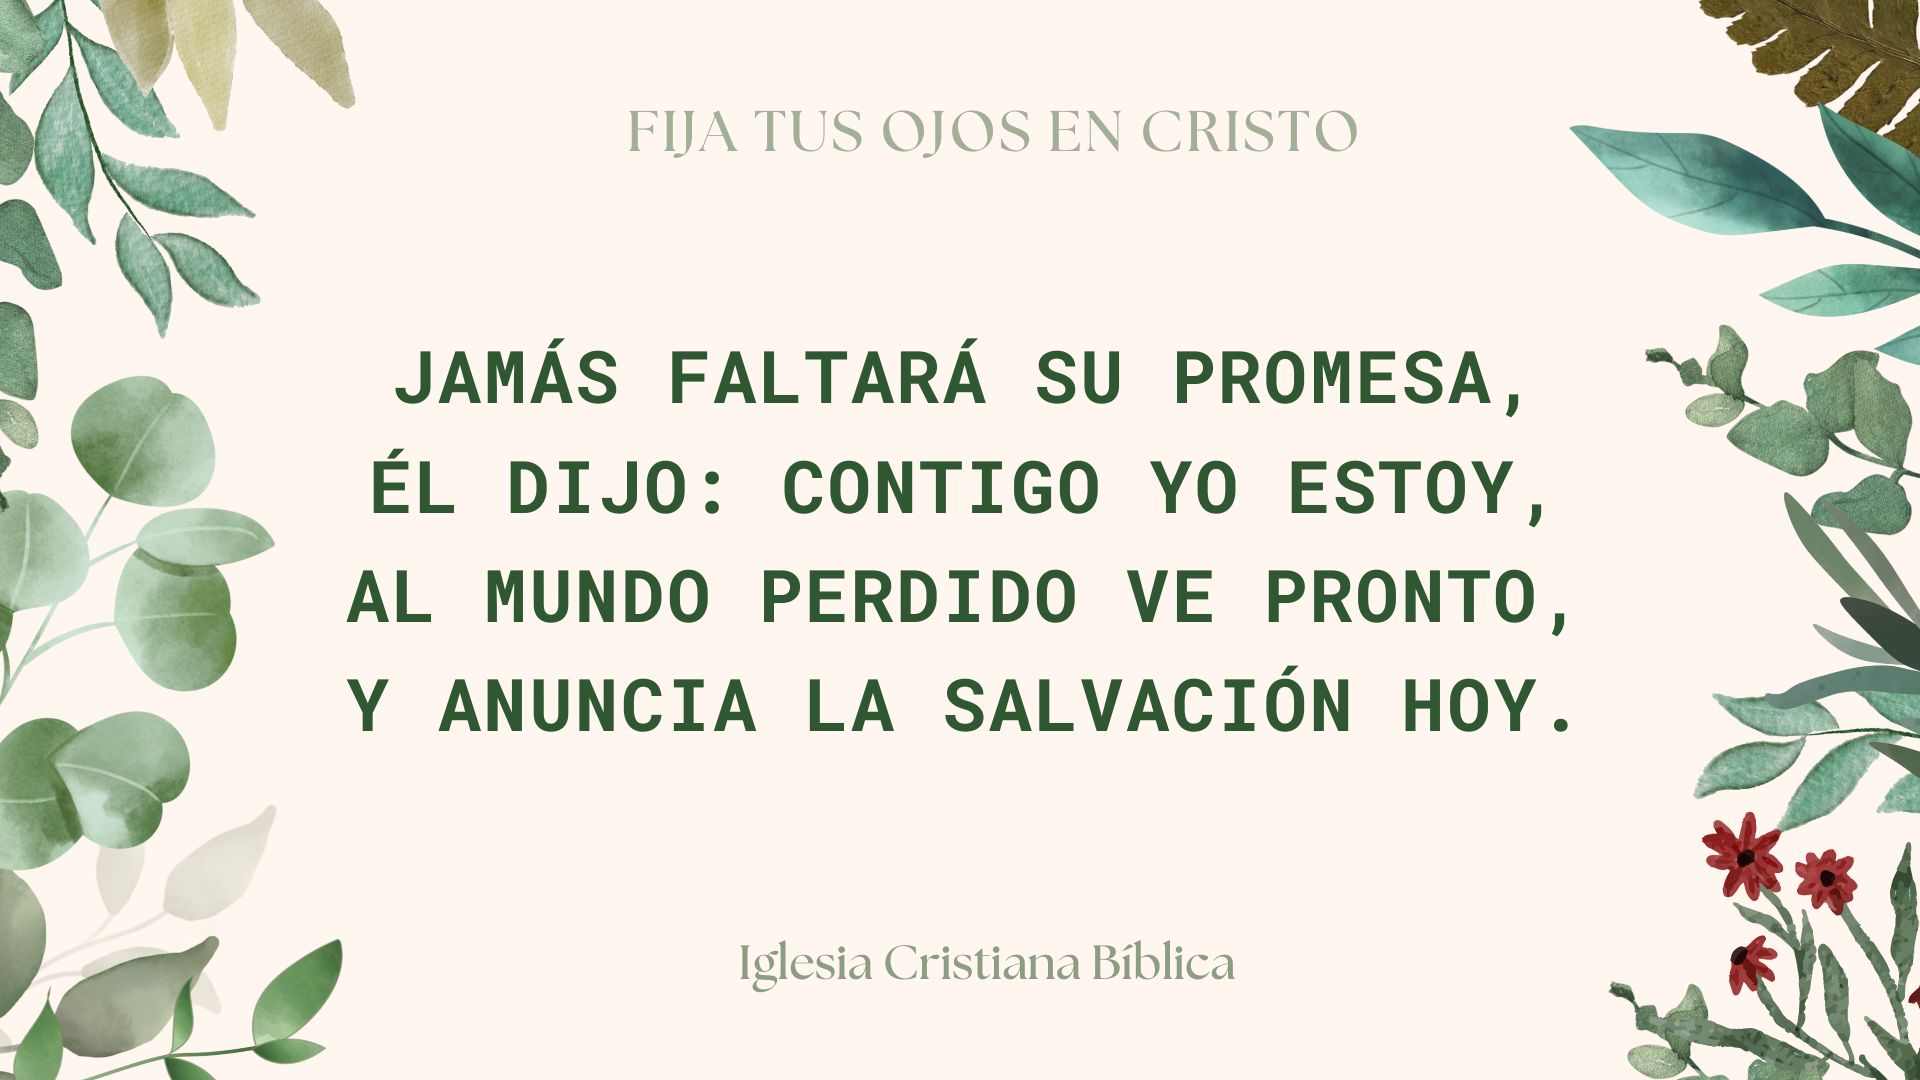 FIJA TUS OJOS EN CRISTO
JAMÁS FALTARÁ SU PROMESA,
ÉL DIJO: CONTIGO YO ESTOY,
AL MUNDO PERDIDO VE PRONTO,
Y ANUNCIA LA SALVACIÓN HOY.
Iglesia Cristiana Bíblica